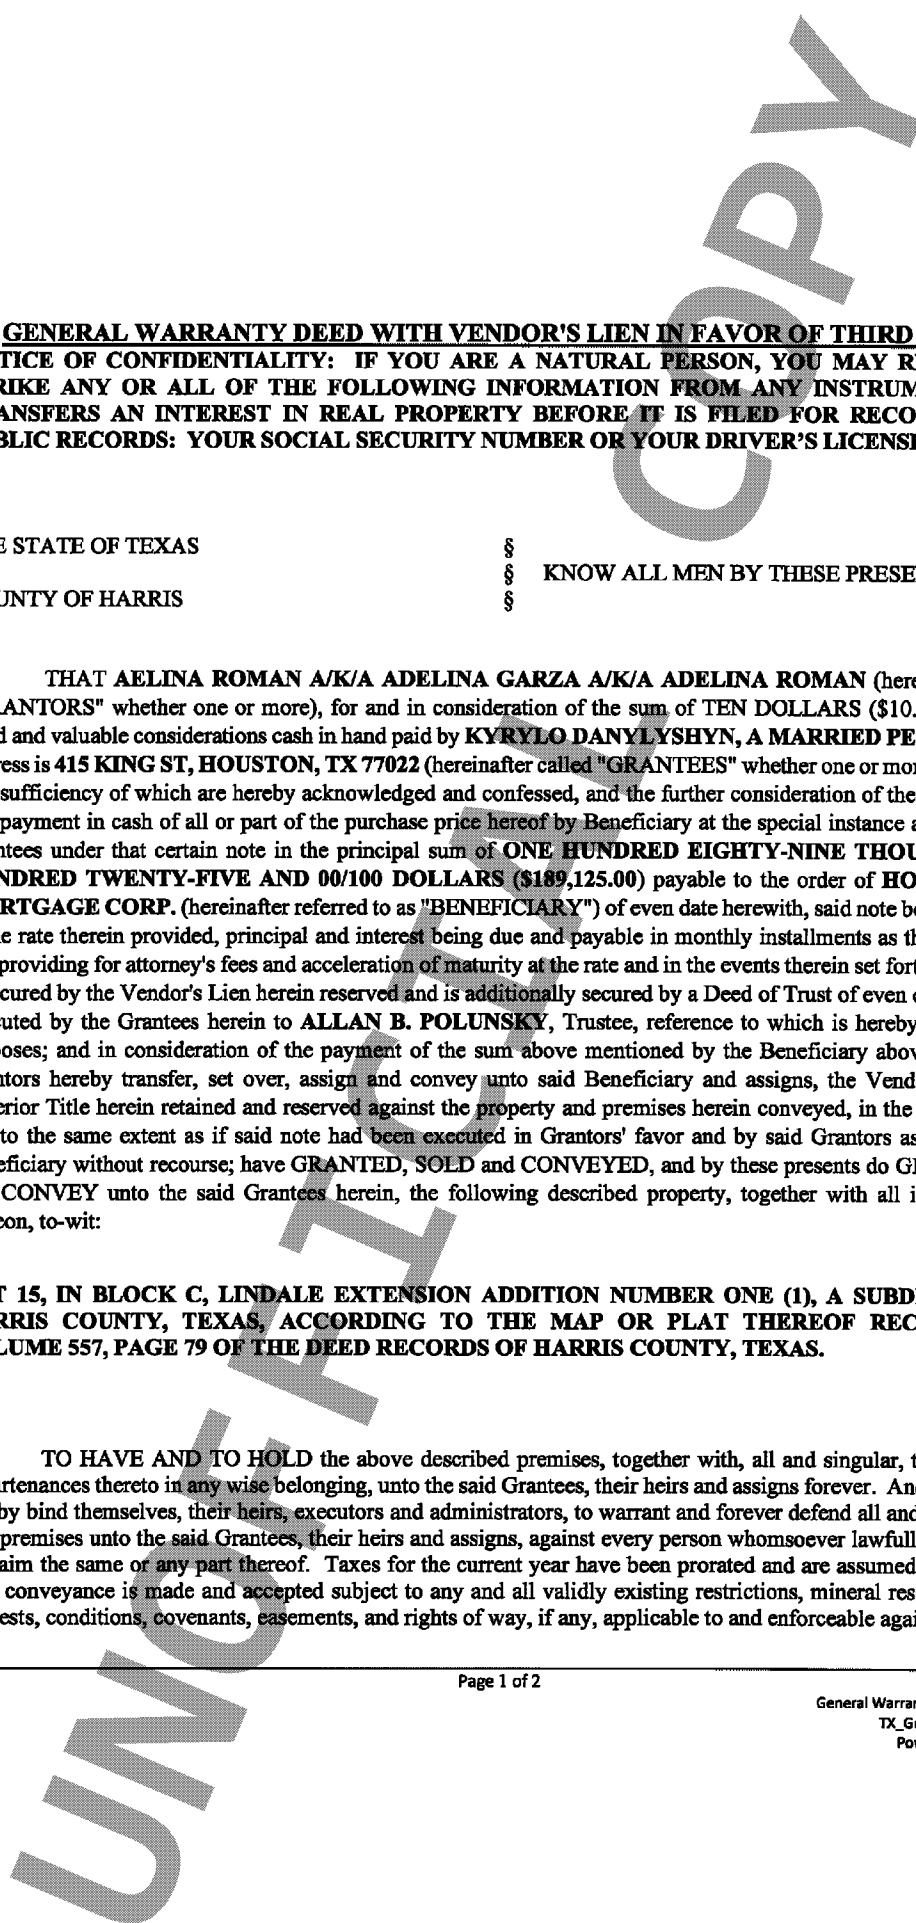 GENERAL WARRANTY DEED WITH VENDOR'S LIEN IN FAVOR OF THIRD
TICE OF CONFIDENTIALITY: IF YOU ARE A NATURAL PERSON, YOU MAY R
RIKE ANY OR ALL OF THE FOLLOWING INFORMATION FROM ANY INSTRUM
ANSFERS AN INTEREST IN REAL PROPERTY BEFORE IT IS FILED FOR RECO
BLIC RECORDS: YOUR SOCIAL SECURITY NUMBER OR YOUR DRIVER'S LICENSE
E STATE OF TEXAS §
§ KNOW ALL MEN BY THESE PRESE
UNTY OF HARRIS §
THAT AELINA ROMAN A/K/A ADELINA GARZA A/K/A ADELINA ROMAN (here
ANTORS" whether one or more), for and in consideration of the sum of TEN DOLLARS ($10.
d and valuable considerations cash in hand paid by KYRYLO DANYLYSHYN, A MARRIED PE
ress is 415 KING ST, HOUSTON, TX 77022 (hereinafter called "GRANTEES" whether one or mor
sufficiency of which are hereby acknowledged and confessed, and the further consideration of the
payment in cash of all or part of the purchase price hereof by Beneficiary at the special instance a
ntees under that certain note in the principal sum of ONE HUNDRED EIGHTY-NINE THOU
NDRED TWENTY-FIVE AND 00/100 DOLLARS ($189,125.00) payable to the order of HO
RTGAGE CORP. (hereinafter referred to as "BENEFICIARY") of even date herewith, said note be
e rate therein provided, principal and interest being due and payable in monthly installments as th
providing for attorney's fees and acceleration of maturity at the rate and in the events therein set fort
cured by the Vendor's Lien herein reserved and is additionally secured by a Deed of Trust of even
uted by the Grantees herein to ALLAN B. POLUNSKY, Trustee, reference to which is hereby
oses; and in consideration of the payment of the sum above mentioned by the Beneficiary abov
ntors hereby transfer, set over, assign and convey unto said Beneficiary and assigns, the Vend
erior Title herein retained and reserved against the property and premises herein conveyed, in the
to the same extent as if said note had been executed in Grantors' favor and by said Grantors as
eficiary without recourse; have GRANTED, SOLD and CONVEYED, and by these presents do G
CONVEY unto the said Grantees herein, the following described property, together with all i
eon, to-wit:
T 15, IN BLOCK C, LINDALE EXTENSION ADDITION NUMBER ONE (1), A SUBD
RRIS COUNTY, TEXAS, ACCORDING TO THE MAP OR PLAT THEREOF REC
LUME 557, PAGE 79 OF THE DEED RECORDS OF HARRIS COUNTY, TEXAS.
TO HAVE AND TO HOLD the above described premises, together with, all and singular, t
rtenances thereto in any wise belonging, unto the said Grantees, their heirs and assigns forever. An
by bind themselves, their heirs, executors and administrators, to warrant and forever defend all and
premises unto the said Grantees, their heirs and assigns, against every person whomsoever lawfull
aim the same or any part thereof. Taxes for the current year have been prorated and are assumed
conveyance is made and accepted subject to any and all validly existing restrictions, mineral res
ests, conditions, covenants, easements, and rights of way, if any, applicable to and enforceable agai
Page 1 of 2
General Warra
TX_G
Po
UNOFFICIAL COPY